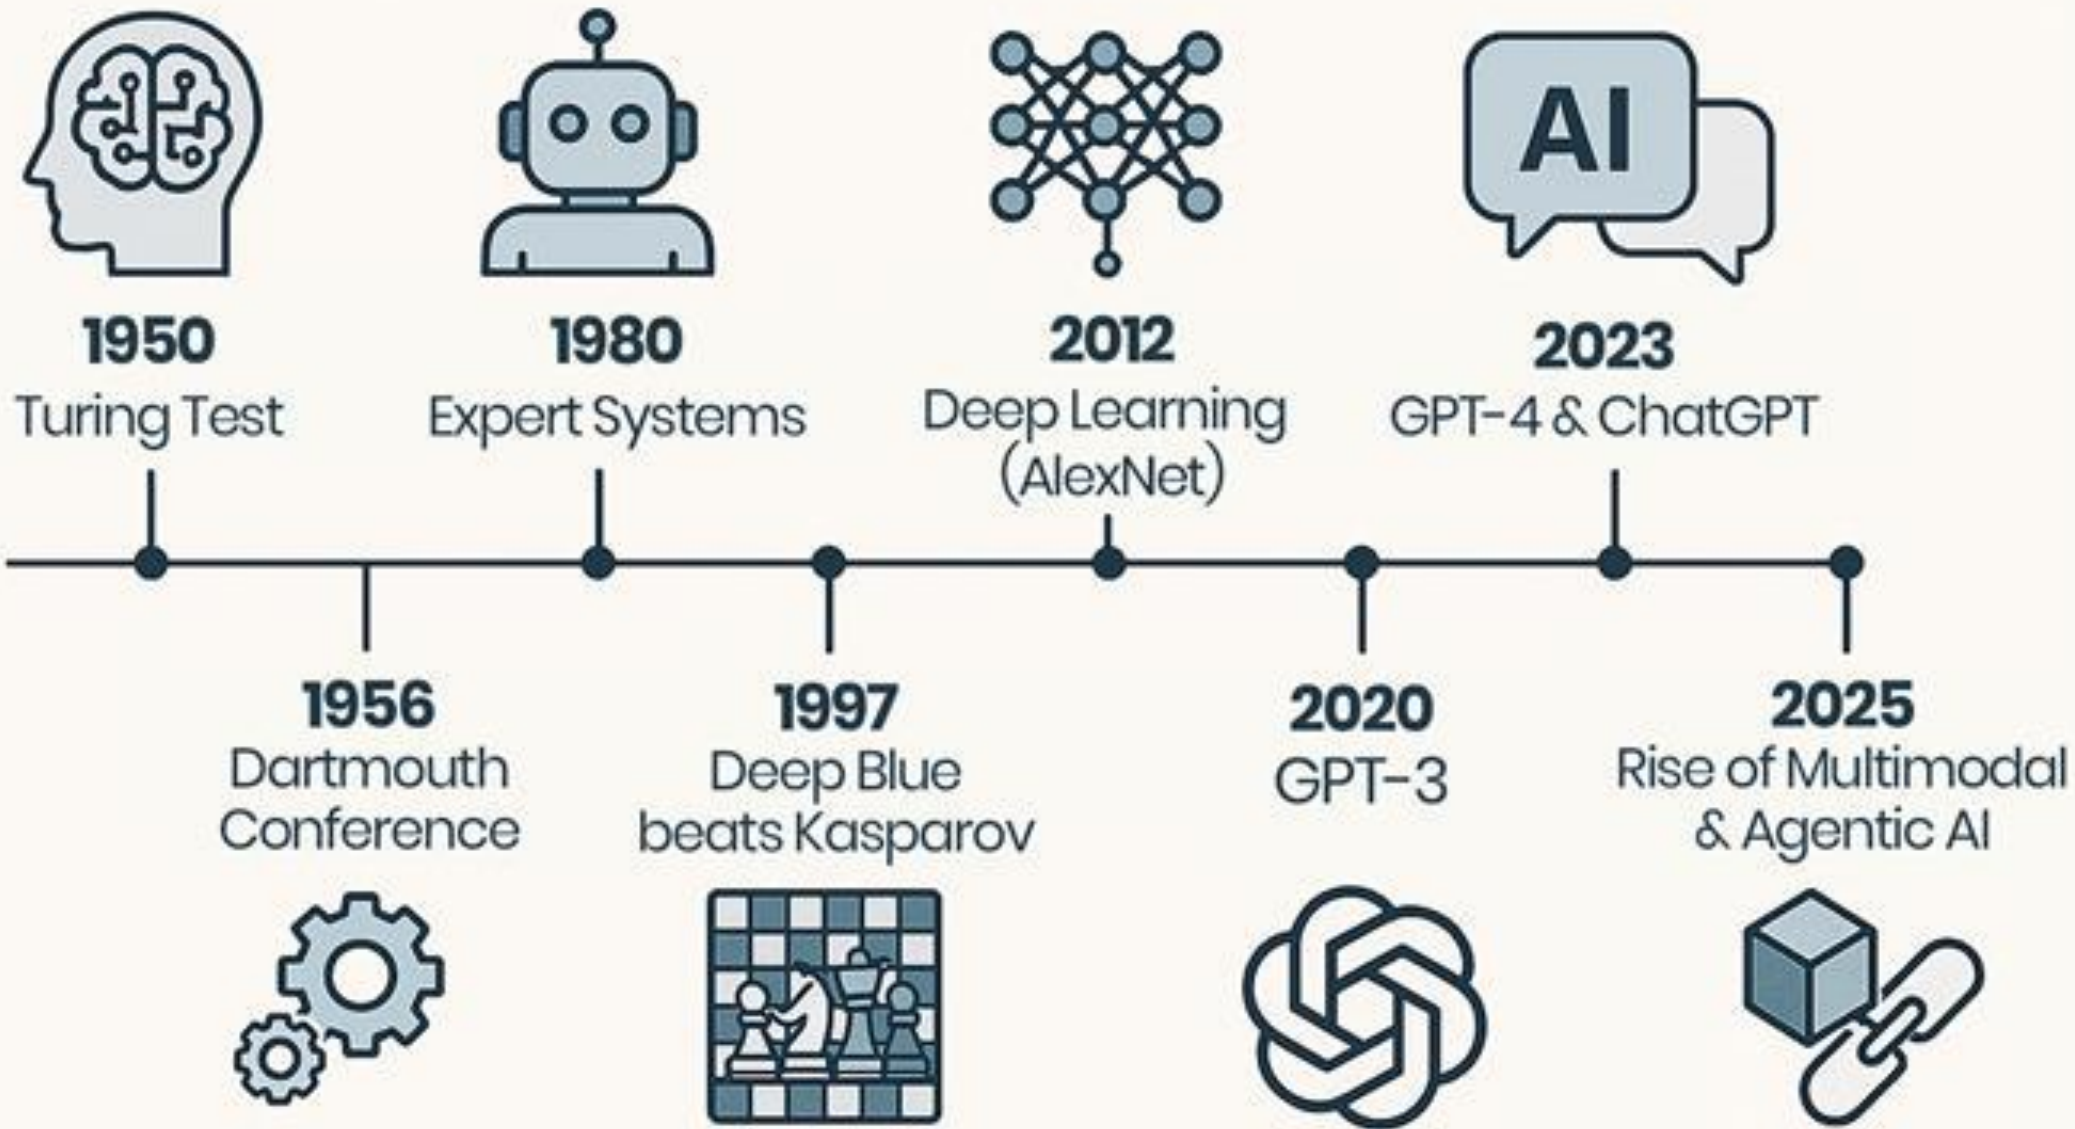 AI
1950
Turing Test
1980
Expert Systems
2012
Deep Learning
(AlexNet)
2023
GPT-4 & ChatGPT
1956
Dartmouth
Conference
1997
Deep Blue
beats Kasparov
2020
GPT-3
2025
Rise of Multimodal
& Agentic AI